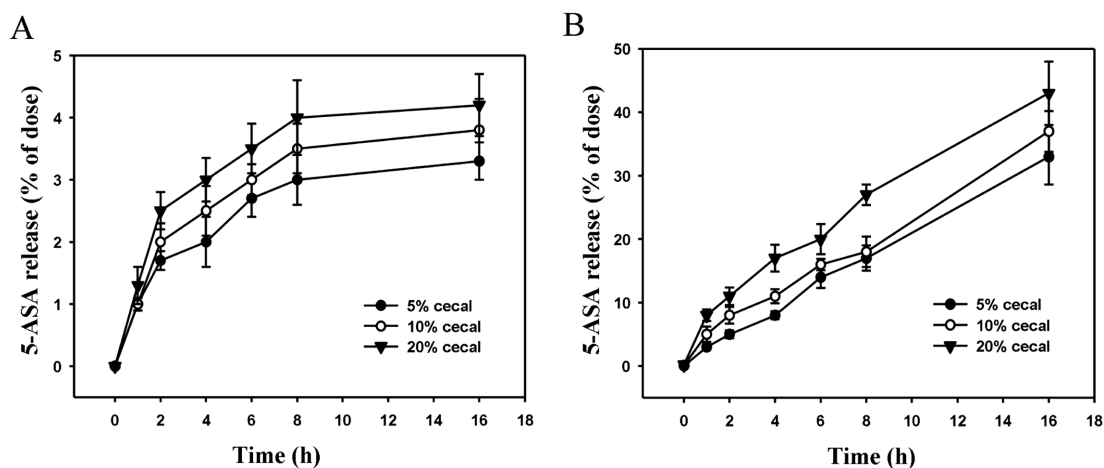 A
5-ASA release (% of dose)
5
4
3
2
1
0
5% cecal
10% cecal
20% cecal
0 2 4 6 8 10 12 14 16 18
Time (h)
B
5-ASA release (% of dose)
50
40
30
20
10
0
5% cecal
10% cecal
20% cecal
0 2 4 6 8 10 12 14 16 18
Time (h)